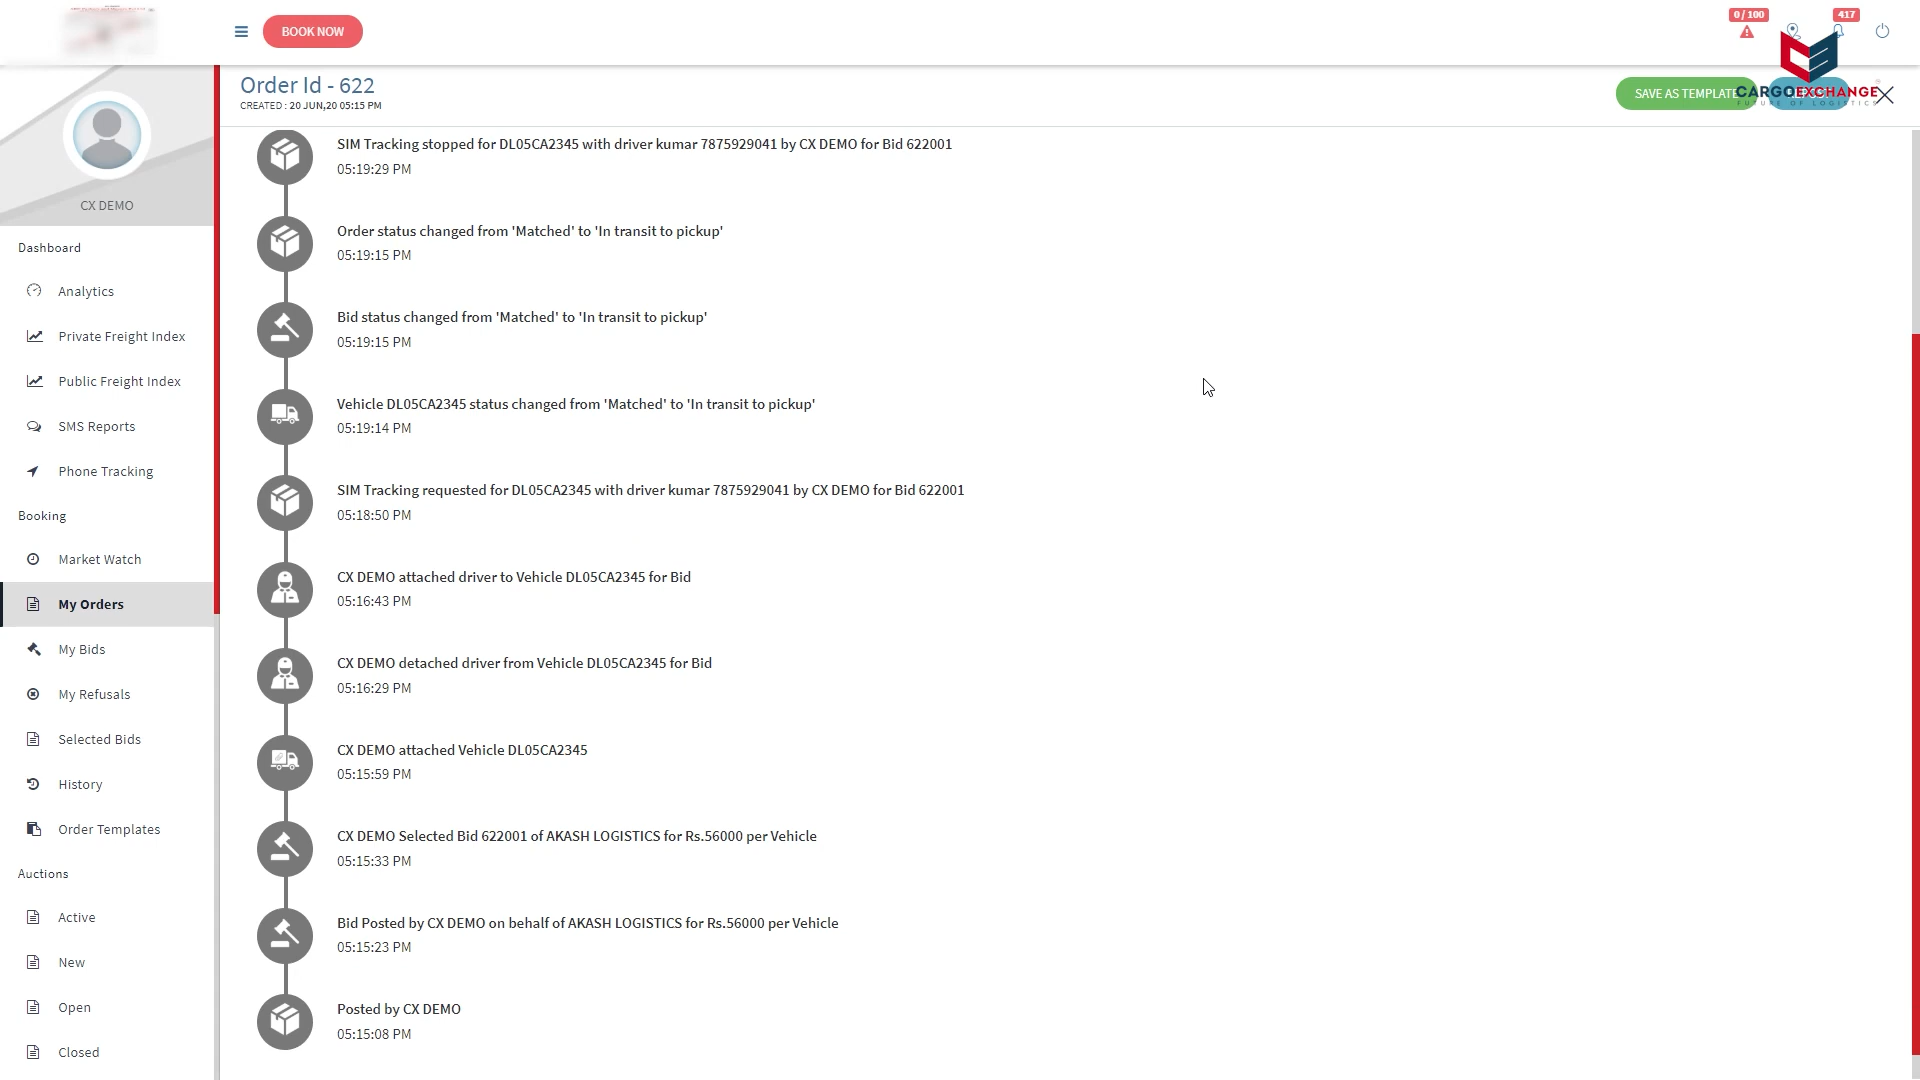 BOOK NOW
0 / 100
417
Order Id - 622
CREATED : 20 JUN,20 05:15 PM
SAVE AS TEMPLATE
CARGOEXCHANGE
FUTURE OF LOGISTICS
CX DEMO
Dashboard
Analytics
Private Freight Index
Public Freight Index
SMS Reports
Phone Tracking
Booking
Market Watch
My Orders
My Bids
My Refusals
Selected Bids
History
Order Templates
Auctions
Active
New
Open
Closed
SIM Tracking stopped for DL05CA2345 with driver kumar 7875929041 by CX DEMO for Bid 622001
05:19:29 PM
Order status changed from 'Matched' to 'In transit to pickup'
05:19:15 PM
Bid status changed from 'Matched' to 'In transit to pickup'
05:19:15 PM
Vehicle DL05CA2345 status changed from 'Matched' to 'In transit to pickup'
05:19:14 PM
SIM Tracking requested for DL05CA2345 with driver kumar 7875929041 by CX DEMO for Bid 622001
05:18:50 PM
CX DEMO attached driver to Vehicle DL05CA2345 for Bid
05:16:43 PM
CX DEMO detached driver from Vehicle DL05CA2345 for Bid
05:16:29 PM
CX DEMO attached Vehicle DL05CA2345
05:15:59 PM
CX DEMO Selected Bid 622001 of AKASH LOGISTICS for Rs.56000 per Vehicle
05:15:33 PM
Bid Posted by CX DEMO on behalf of AKASH LOGISTICS for Rs.56000 per Vehicle
05:15:23 PM
Posted by CX DEMO
05:15:08 PM